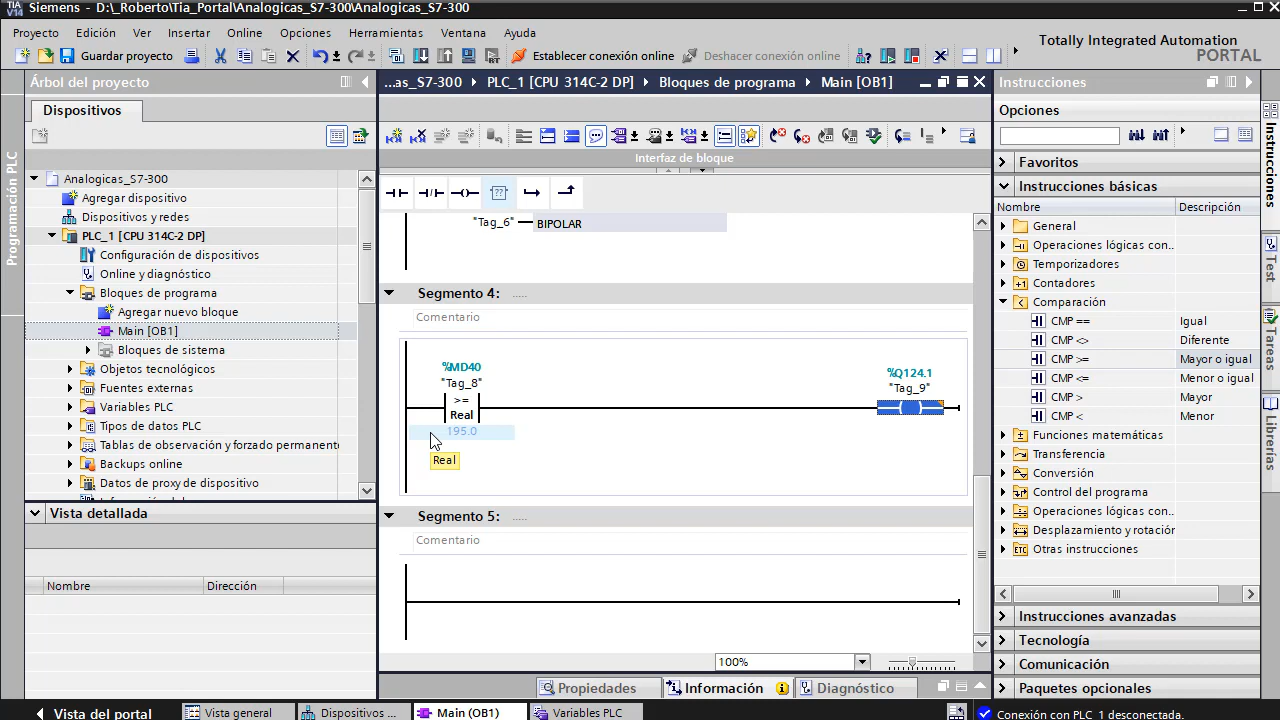 TIA
V14
Siemens - D:\_Roberto\Tia_Portal\Analogicas_S7-300\Analogicas_S7-300
Proyecto Edición Ver Insertar Online Opciones Herramientas Ventana Ayuda
Totally Integrated Automation
PORTAL
Guardar proyecto
Establecer conexión online
Deshacer conexión online
Programación PLC
Árbol del proyecto
Dispositivos
Analogicas_S7-300
Agregar dispositivo
Dispositivos y redes
PLC_1 [CPU 314C-2 DP]
Configuración de dispositivos
Online y diagnóstico
Bloques de programa
Agregar nuevo bloque
Main [OB1]
Bloques de sistema
Objetos tecnológicos
Fuentes externas
Variables PLC
Tipos de datos PLC
Tablas de observación y forzado permanente
Backups online
Datos de proxy de dispositivo
Vista detallada
Nombre Dirección
...as_S7-300 PLC_1 [CPU 314C-2 DP] Bloques de programa Main [OB1]
Interfaz de bloque
??
"Tag_6" BIPOLAR
Segmento 4: .....
Comentario
%MD40
"Tag_8"
>=
Real
195.0
Real
%Q124.1
"Tag_9"
Segmento 5: .....
Comentario
100%
Propiedades Información Diagnóstico
Instrucciones
Opciones
Favoritos
Instrucciones básicas
Nombre Descripción
General
Operaciones lógicas con...
Temporizadores
Contadores
Comparación
CMP == Igual
CMP <> Diferente
CMP >= Mayor o igual
CMP <= Menor o igual
CMP > Mayor
CMP < Menor
Funciones matemáticas
Transferencia
Conversión
Control del programa
Operaciones lógicas con...
Desplazamiento y rotación
Otras instrucciones
Instrucciones avanzadas
Tecnología
Comunicación
Paquetes opcionales
Instrucciones
Test
Tareas
Librerías
Vista del portal
Vista general
Dispositivos ...
Main (OB1)
Variables PLC
Conexión con PLC_1 desconectada.